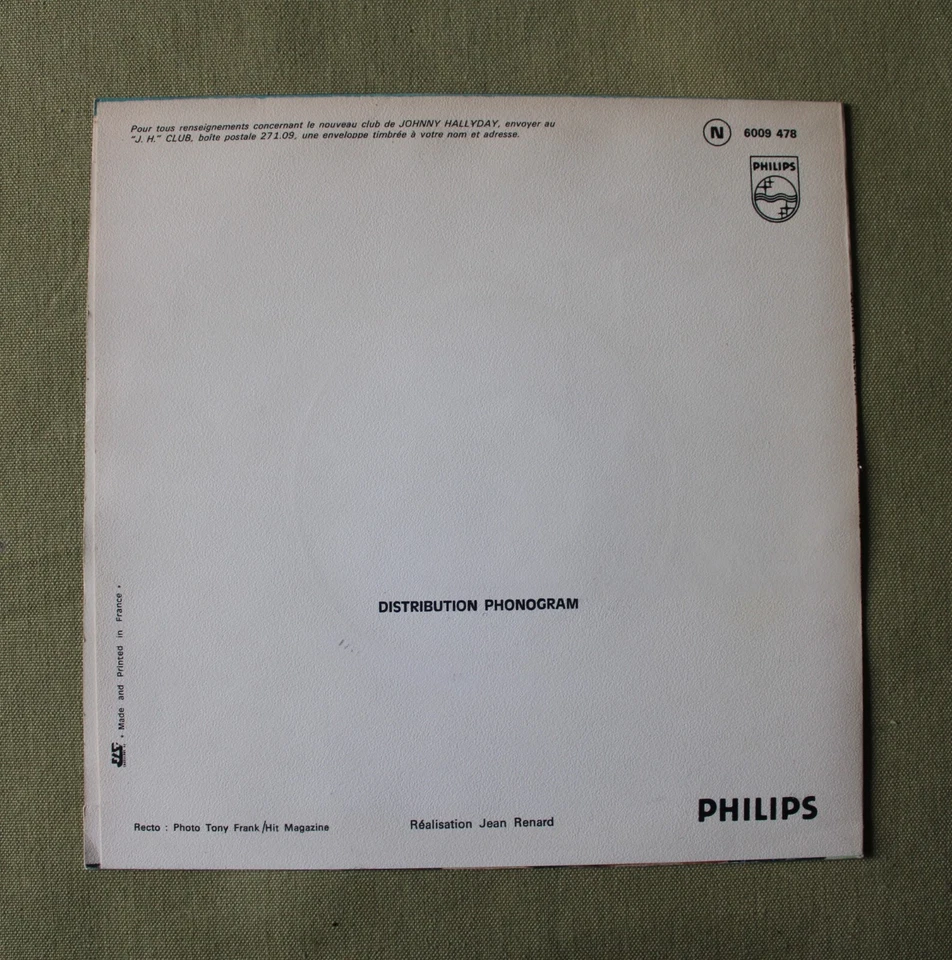 Pour tous renseignements concernant le nouveau club de JOHNNY HALLYDAY, envoyer au
"J. H." CLUB, boîte postale 271.09, une enveloppe timbrée à votre nom et adresse.
N 6009 478
PHILIPS
DISTRIBUTION PHONOGRAM
• Made and Printed in France •
PHILIPS
Recto : Photo Tony Frank/Hit Magazine
Réalisation Jean Renard